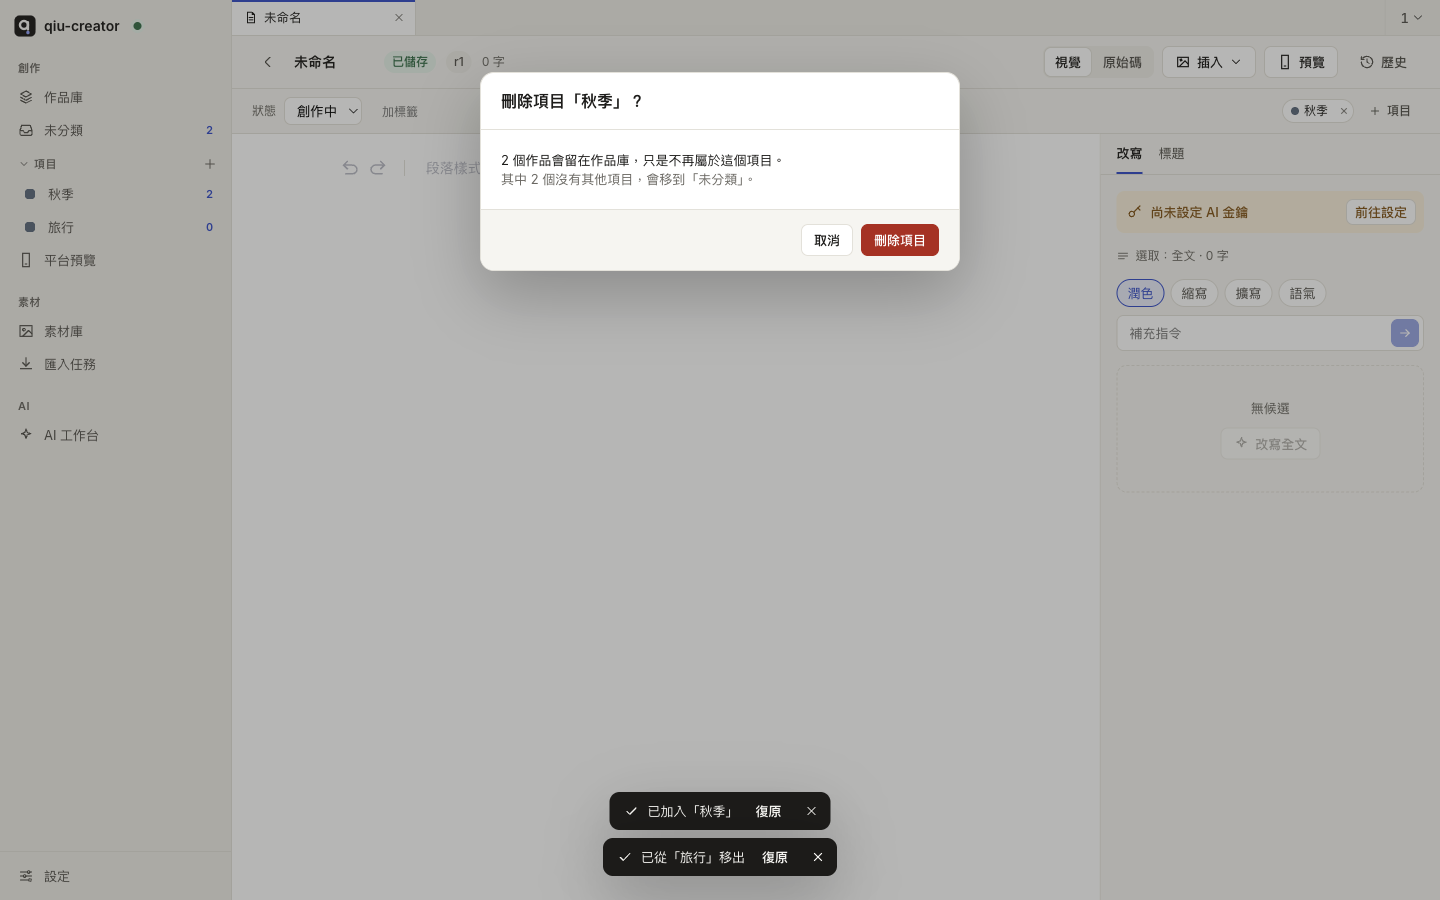 qiu-creator
創作
作品庫
未分類 2
項目
秋季 2
旅行 0
平台預覽
素材
素材庫
匯入任務
AI
AI 工作台
設定
未命名
1
未命名 已儲存 r1 0 字
視覺 原始碼 插入 預覽 歷史
狀態 創作中 加標籤
秋季 項目
段落樣式
刪除項目「秋季」？
2 個作品會留在作品庫，只是不再屬於這個項目。
其中 2 個沒有其他項目，會移到「未分類」。
取消 刪除項目
改寫 標題
尚未設定 AI 金鑰 前往設定
選取：全文 · 0 字
潤色 縮寫 擴寫 語氣
補充指令
無候選
改寫全文
已加入「秋季」 復原
已從「旅行」移出 復原